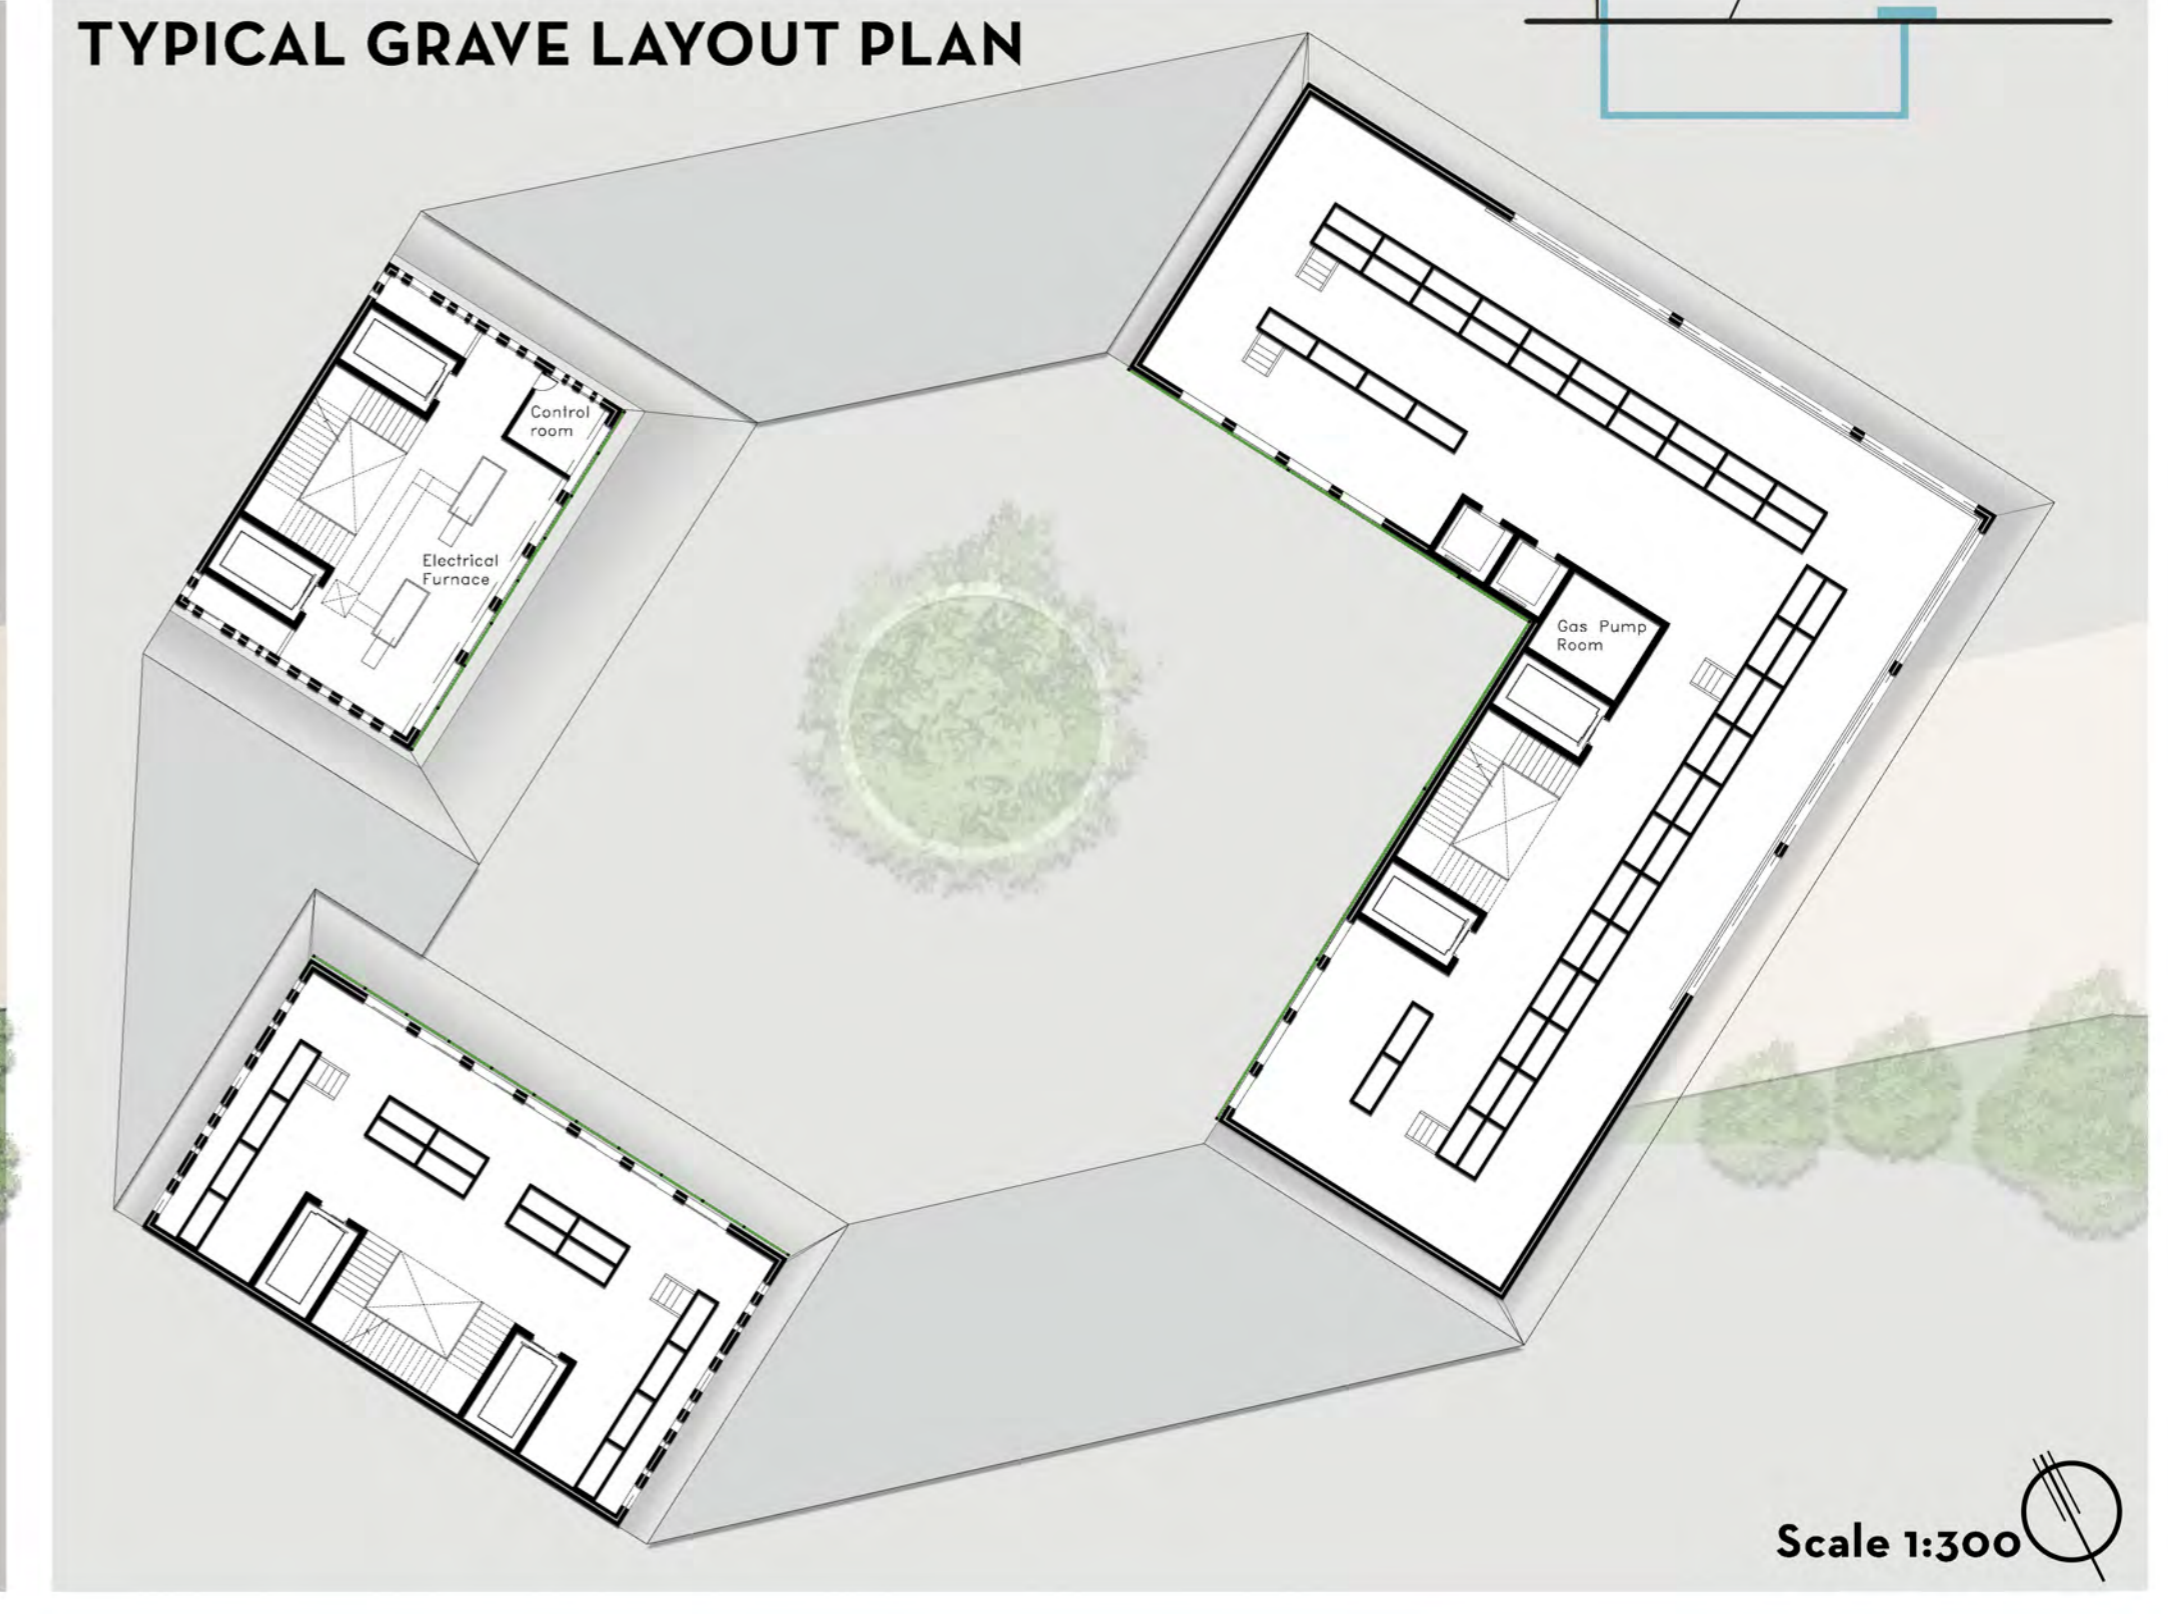 TYPICAL GRAVE LAYOUT PLAN
Control
room
Electrical
Furnace
Gas Pump
Room
Scale 1:300